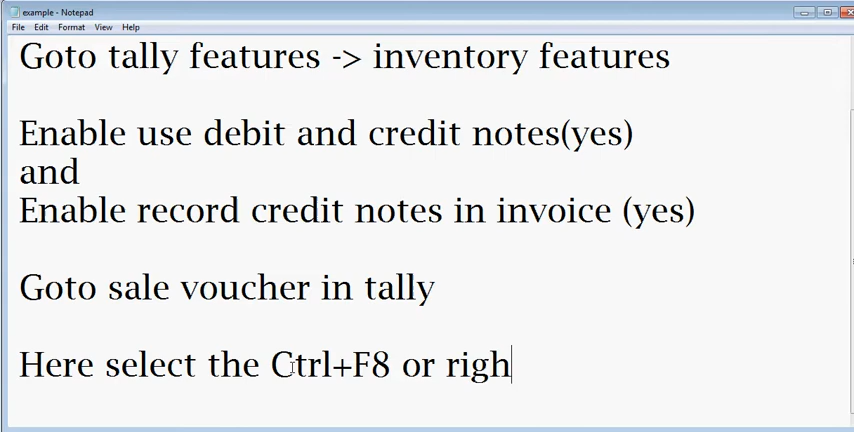 example - Notepad
File Edit Format View Help
Goto tally features -> inventory features
Enable use debit and credit notes(yes)
and
Enable record credit notes in invoice (yes)
Goto sale voucher in tally
Here select the Ctrl+F8 or righ